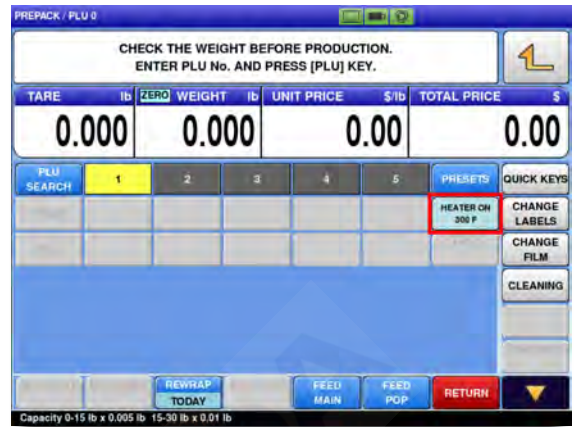 PREPACK / PLU 0
CHECK THE WEIGHT BEFORE PRODUCTION.
ENTER PLU No. AND PRESS [PLU] KEY.
TARE lb ZERO WEIGHT lb UNIT PRICE $/lb TOTAL PRICE $
0.000 0.000 0.00 0.00
PLU SEARCH
1 2 3 4 5
PRESETS
QUICK KEYS
HEATER ON
300 F
CHANGE
LABELS
CHANGE
FILM
CLEANING
REWRAP
TODAY
FEED
MAIN
FEED
POP
RETURN
Capacity 0-15 lb x 0.005 lb 15-30 lb x 0.01 lb